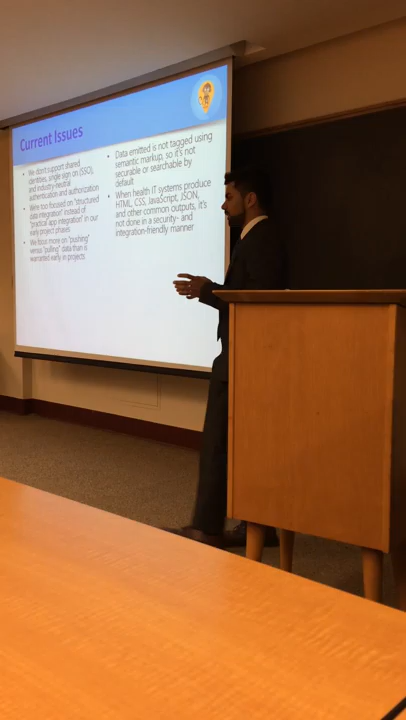 Current Issues
• We don't support shared
identities, single sign on (SSO),
and industry-neutral
authentication and authorization
• We're too focused on "structured
data integration" instead of
"practical app integration" in our
early project phases
• We focus more on "pushing"
versus "pulling" data than is
warranted early in projects
• Data emitted is not tagged using
semantic markup, so it's not
securable or searchable by
default
• When health IT systems produce
HTML, CSS, JavaScript, JSON,
and other common outputs, it's
not done in a security- and
integration-friendly manner